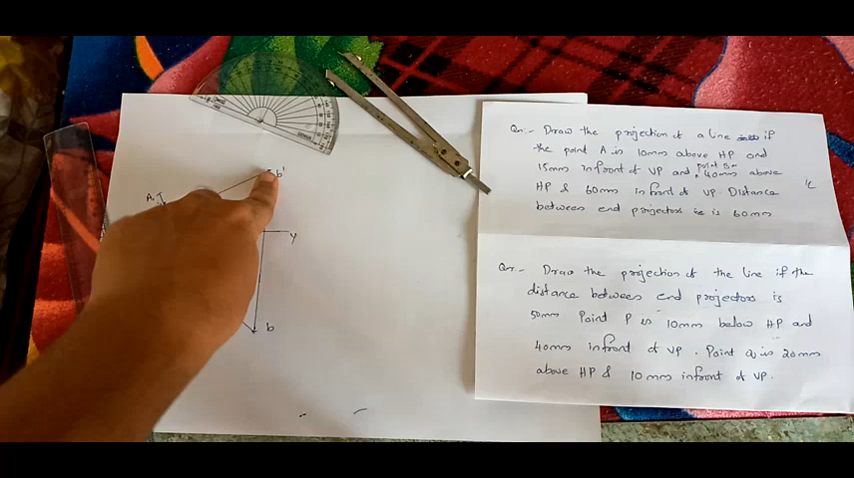 Qn:- Draw the projection of a line if
the point A is 10mm above HP and
15mm infront of VP and point B is 40mm above
HP & 60mm infront of VP. Distance
between end projectors is 60mm
Qn:- Draw the projection of the line if the
distance between end projectors is
50mm Point P is 10mm below HP and
40mm infront of VP. Point Q is 20mm
above HP & 10mm infront of VP.
A
b'
y
b